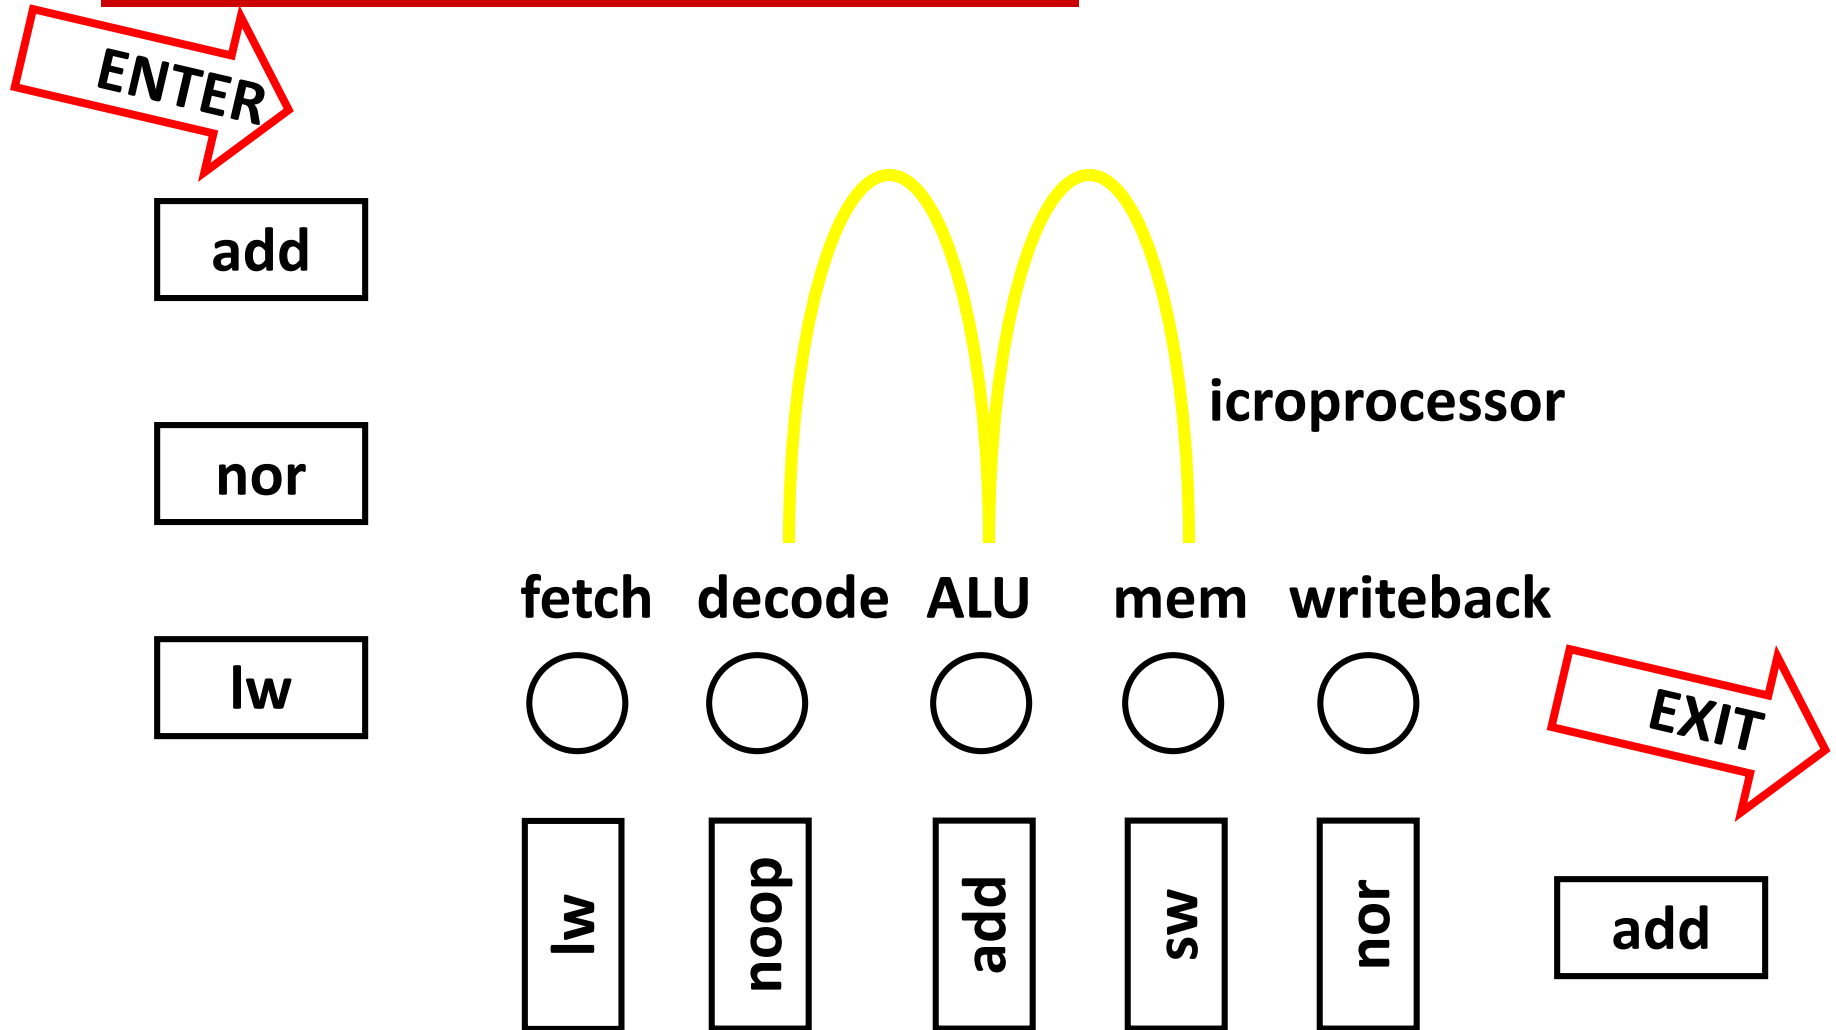 ENTER
add
nor
lw
icroprocessor
fetch decode ALU mem writeback
EXIT
lw noop add sw nor
add